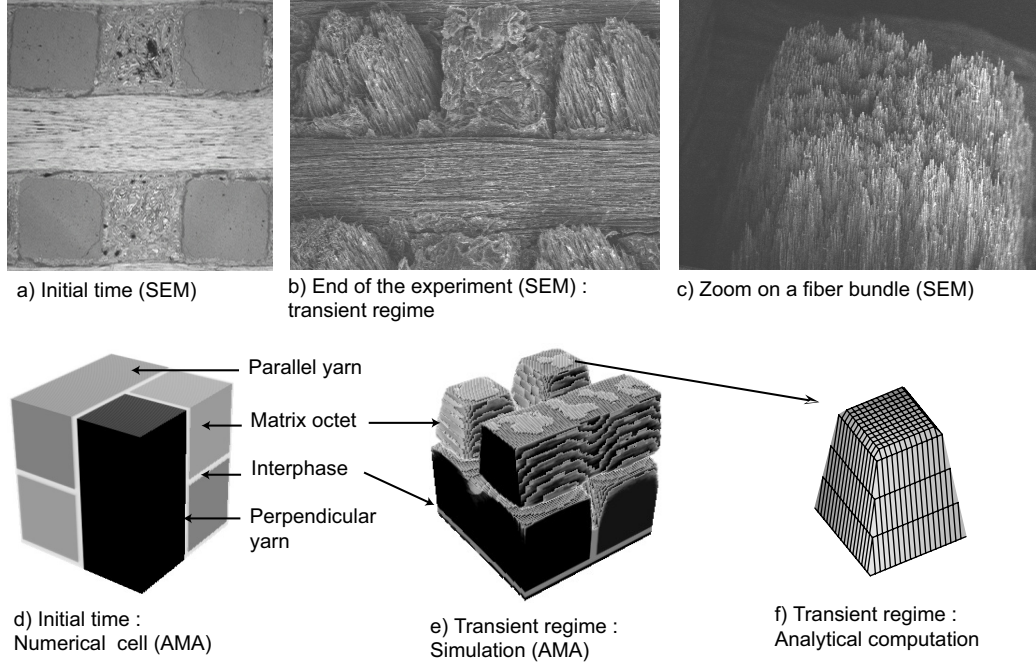 a) Initial time (SEM)
b) End of the experiment (SEM) :
transient regime
c) Zoom on a fiber bundle (SEM)
Parallel yarn
Matrix octet
Interphase
Perpendicular
yarn
d) Initial time :
Numerical cell (AMA)
e) Transient regime :
Simulation (AMA)
f) Transient regime :
Analytical computation